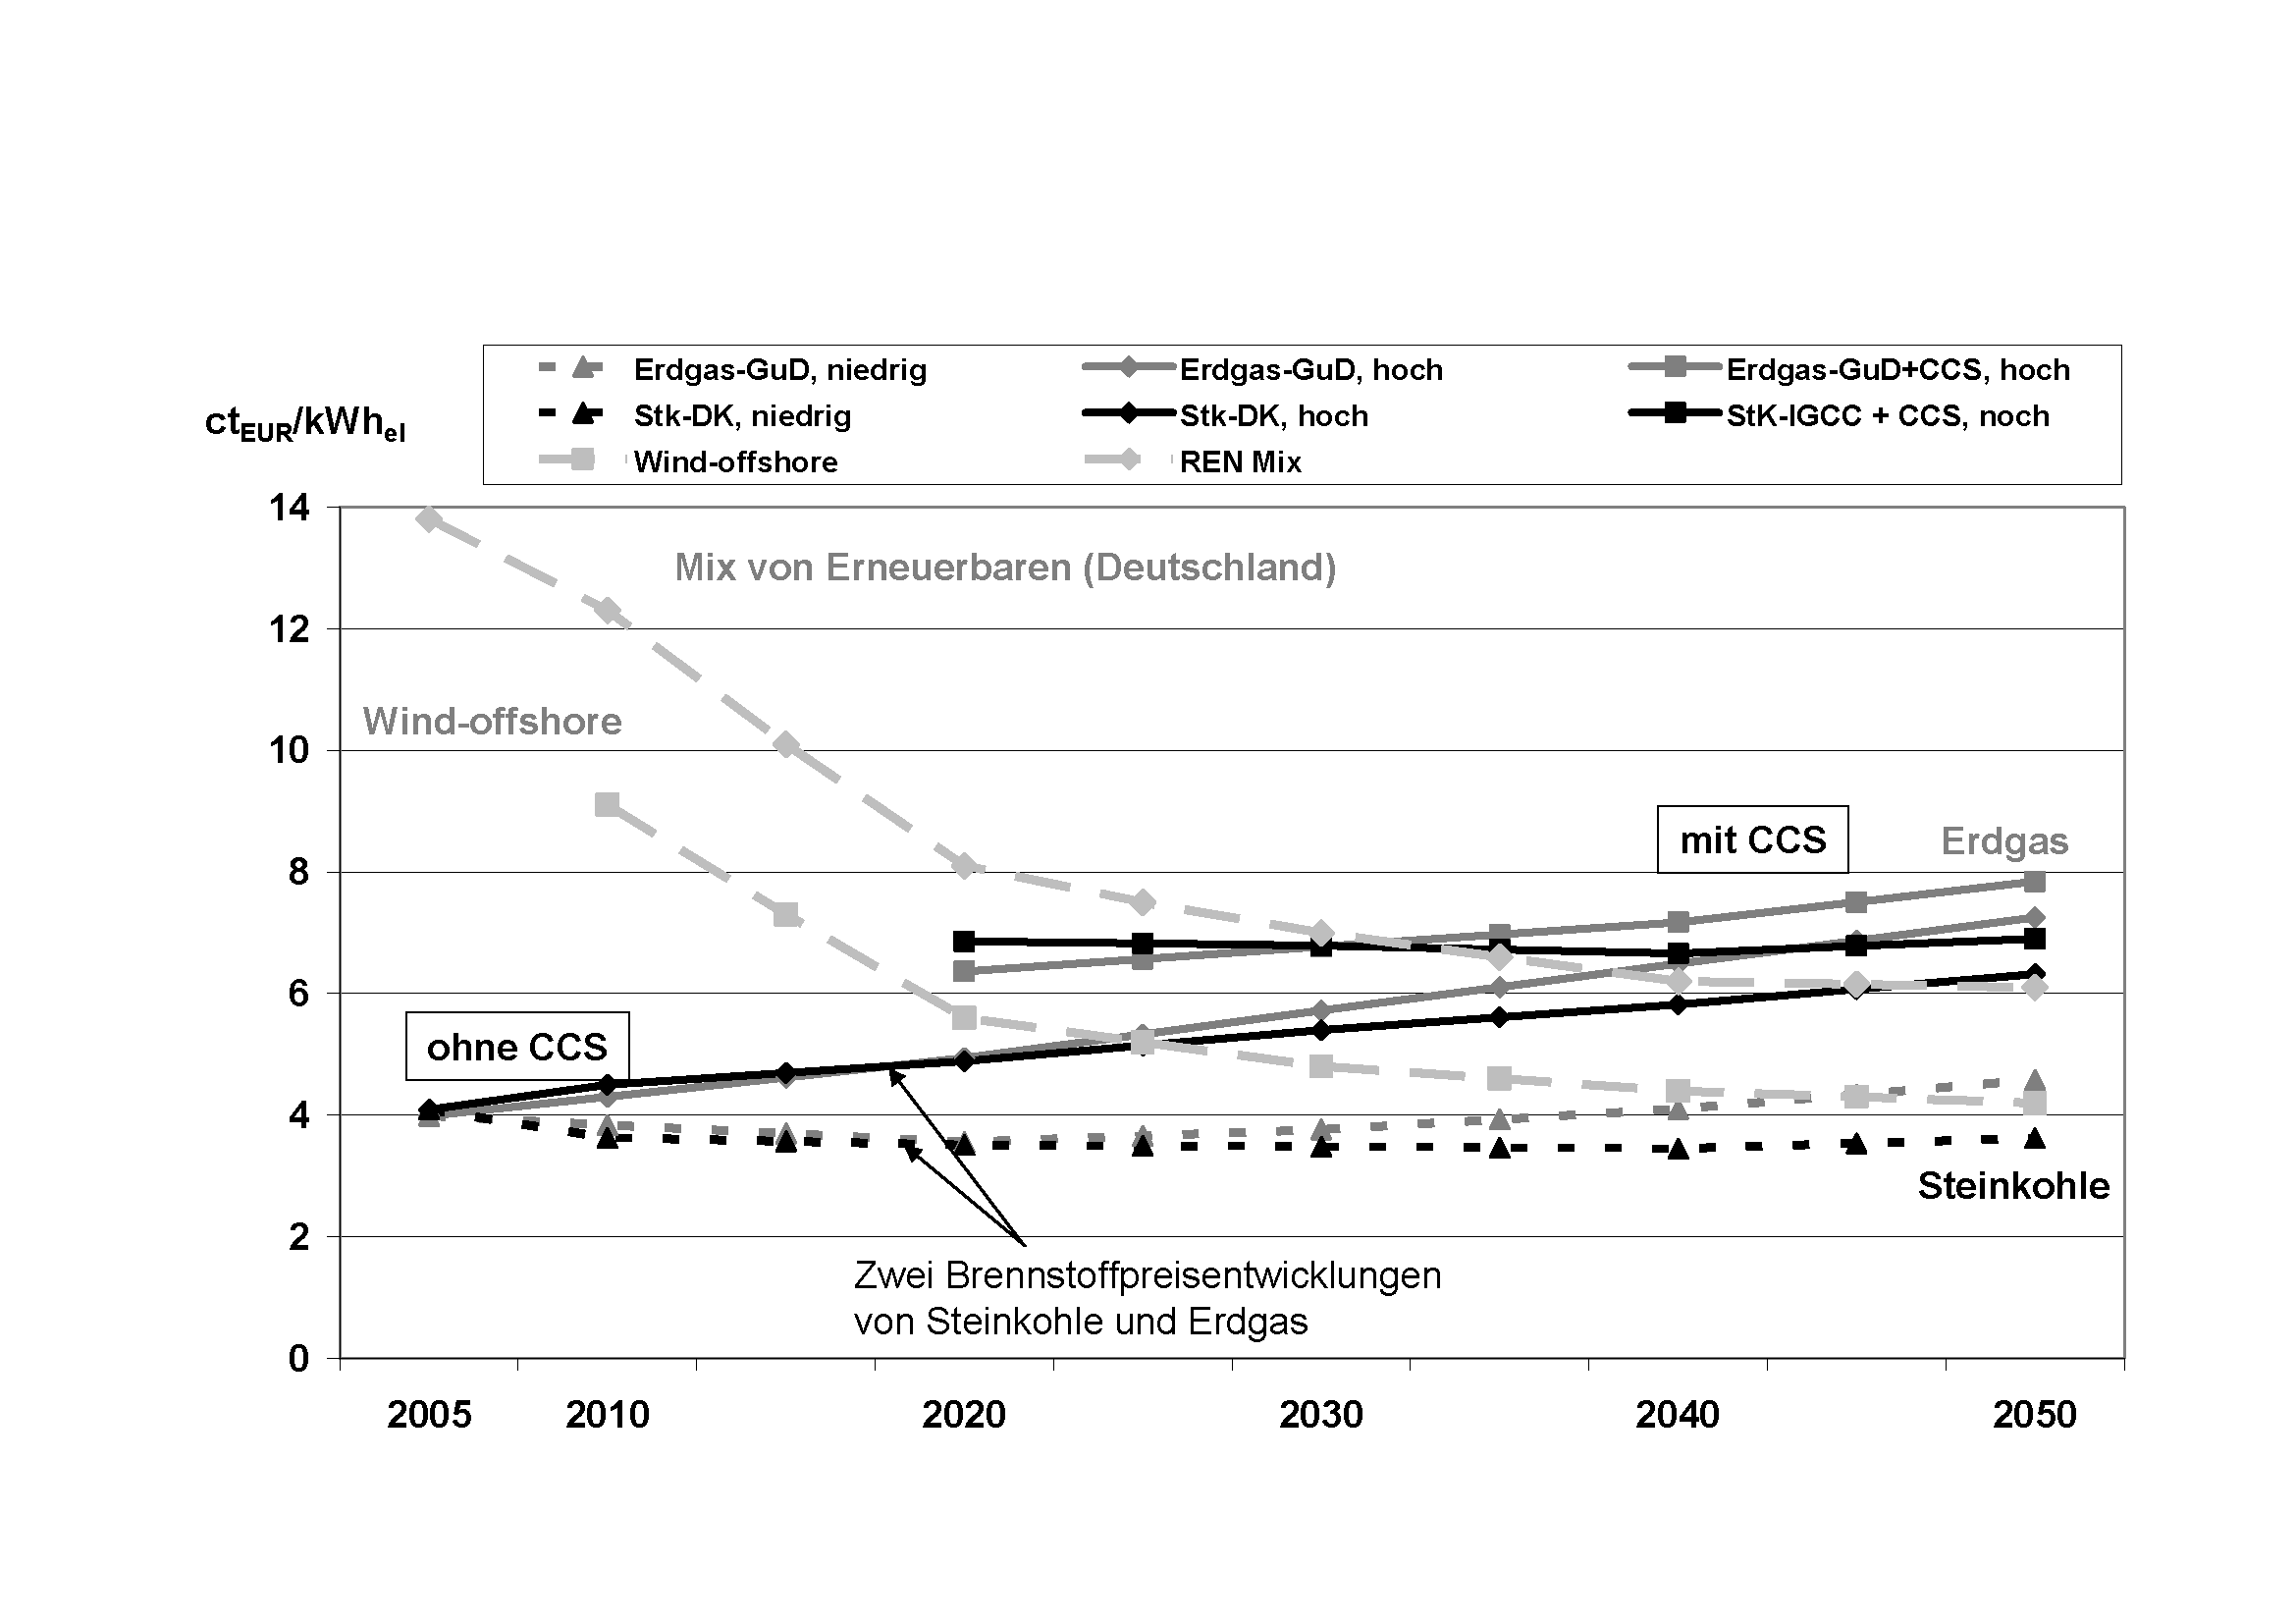 Erdgas-GuD, niedrig Erdgas-GuD, hoch Erdgas-GuD+CCS, hoch
Stk-DK, niedrig Stk-DK, hoch StK-IGCC + CCS, noch
Wind-offshore REN Mix
ctEUR/kWhel
14
Mix von Erneuerbaren (Deutschland)
12
Wind-offshore
10
mit CCS
Erdgas
8
6
ohne CCS
4
Steinkohle
2
Zwei Brennstoffpreisentwicklungen
von Steinkohle und Erdgas
0
2005 2010 2020 2030 2040 2050